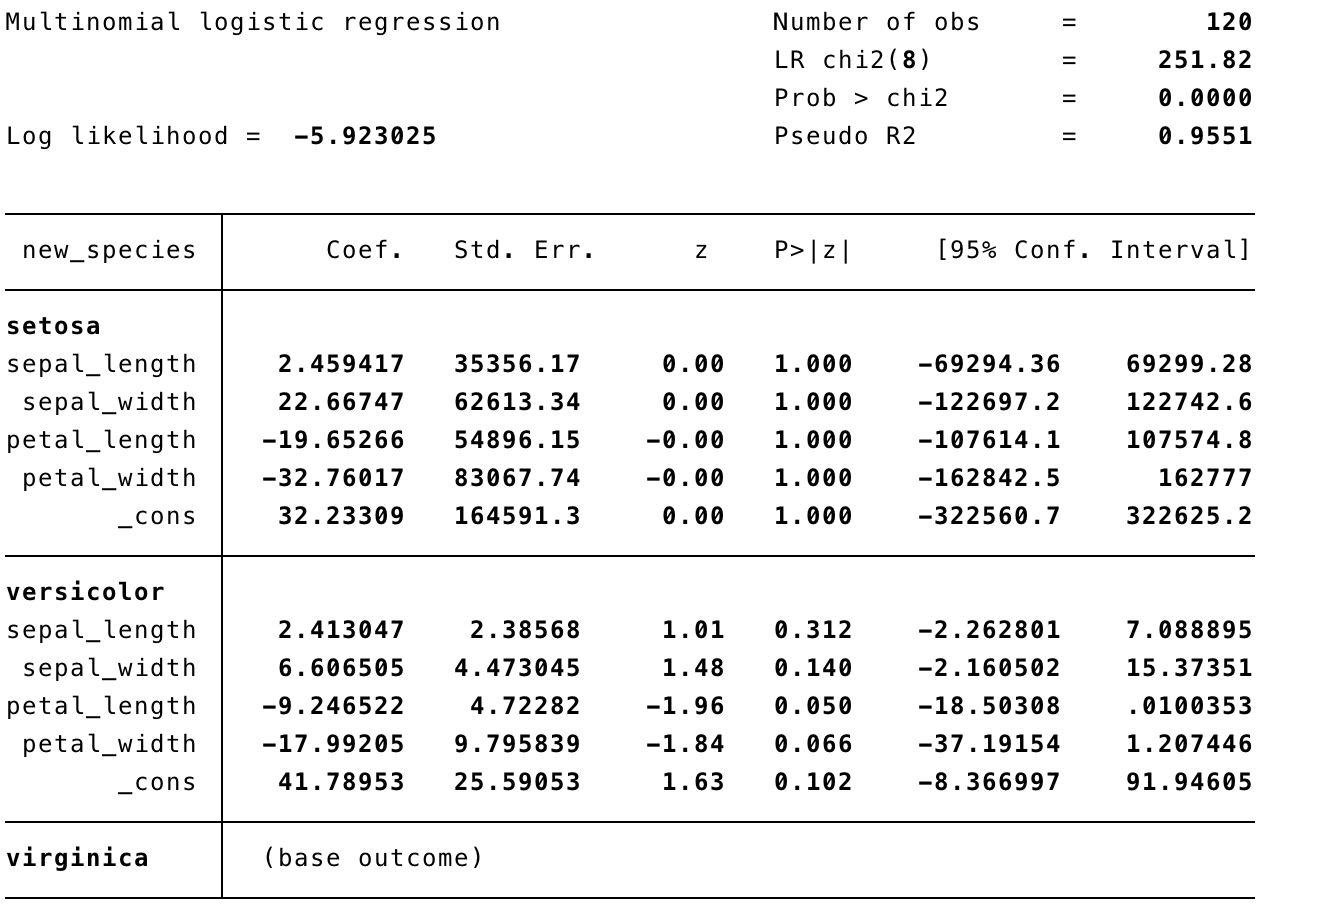 Multinomial logistic regression Number of obs = 120
LR chi2(8) = 251.82
Prob > chi2 = 0.0000
Log likelihood = -5.923025 Pseudo R2 = 0.9551
new_species Coef. Std. Err. z P>|z| [95% Conf. Interval]
setosa
sepal_length 2.459417 35356.17 0.00 1.000 -69294.36 69299.28
sepal_width 22.66747 62613.34 0.00 1.000 -122697.2 122742.6
petal_length -19.65266 54896.15 -0.00 1.000 -107614.1 107574.8
petal_width -32.76017 83067.74 -0.00 1.000 -162842.5 162777
_cons 32.23309 164591.3 0.00 1.000 -322560.7 322625.2
versicolor
sepal_length 2.413047 2.38568 1.01 0.312 -2.262801 7.088895
sepal_width 6.606505 4.473045 1.48 0.140 -2.160502 15.37351
petal_length -9.246522 4.72282 -1.96 0.050 -18.50308 .0100353
petal_width -17.99205 9.795839 -1.84 0.066 -37.19154 1.207446
_cons 41.78953 25.59053 1.63 0.102 -8.366997 91.94605
virginica (base outcome)